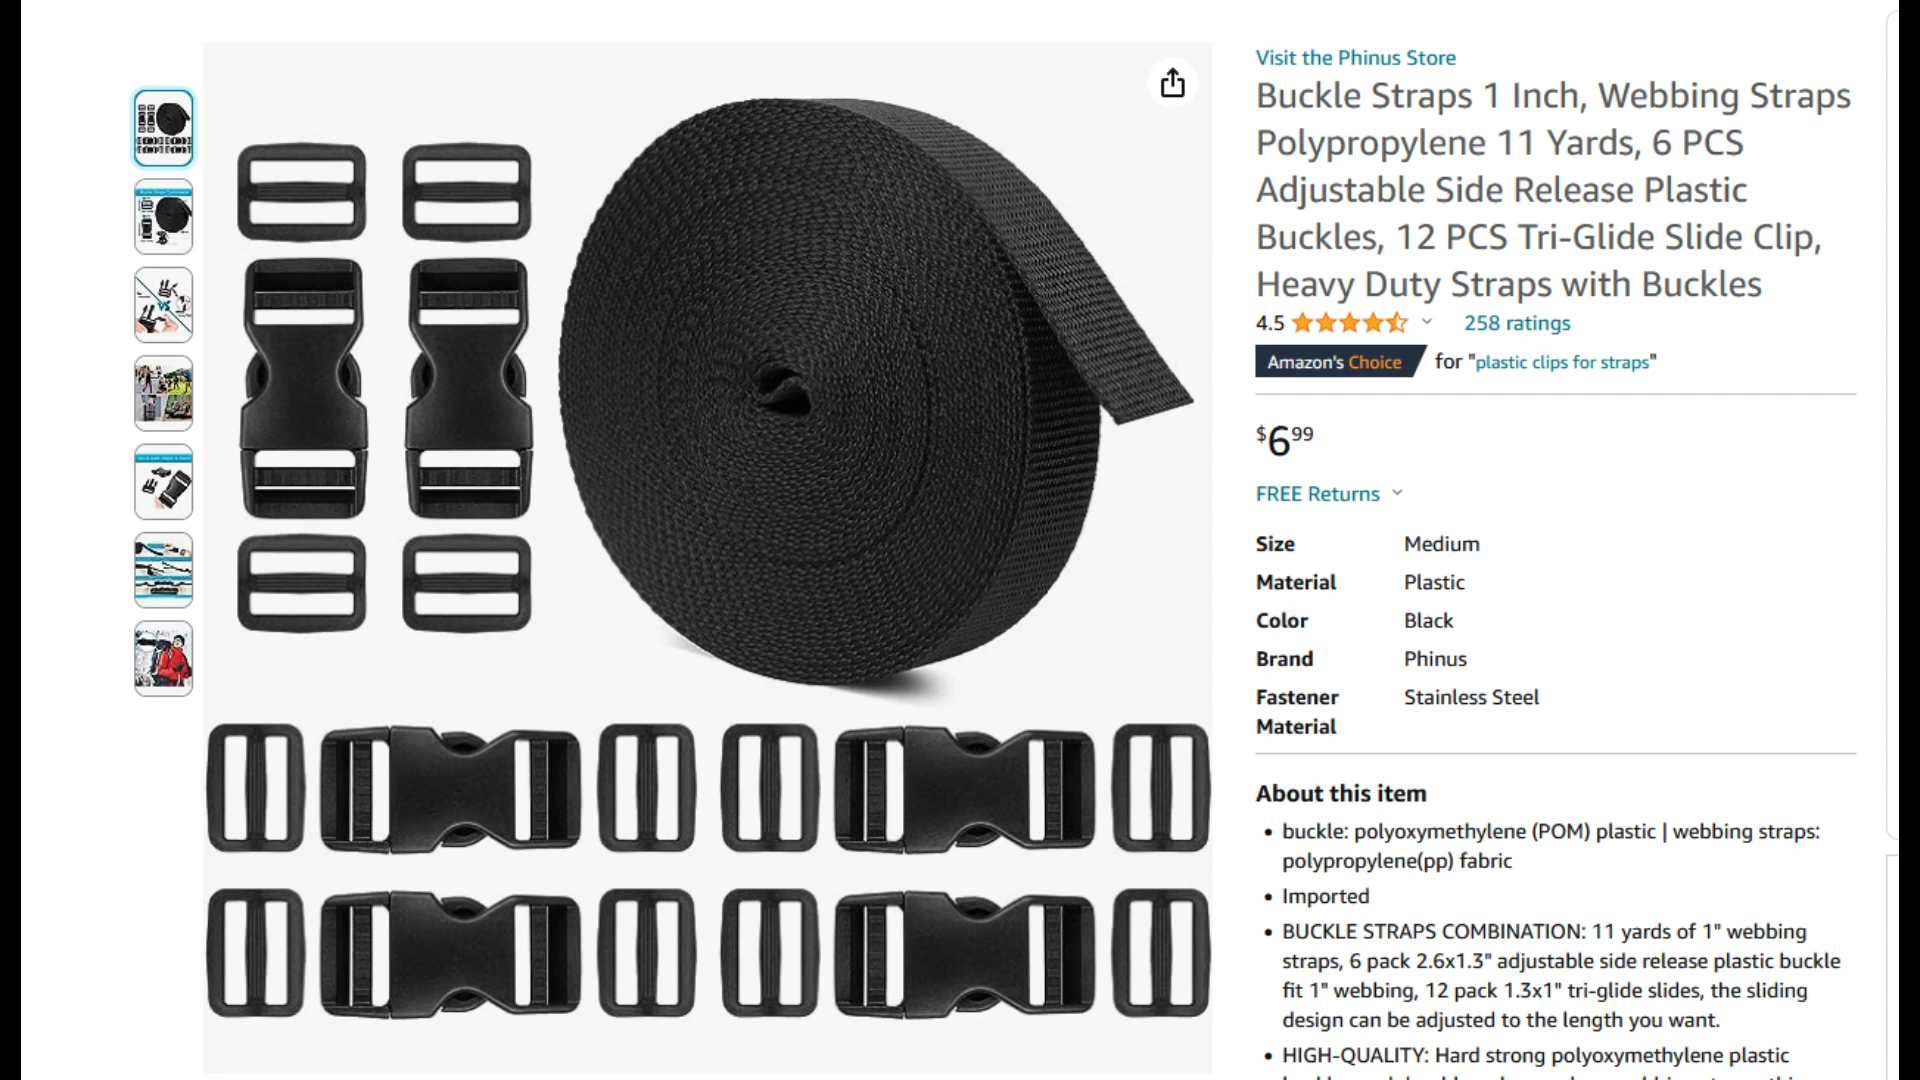 Visit the Phinus Store
Buckle Straps 1 Inch, Webbing Straps
Polypropylene 11 Yards, 6 PCS
Adjustable Side Release Plastic
Buckles, 12 PCS Tri-Glide Slide Clip,
Heavy Duty Straps with Buckles
4.5 258 ratings
Amazon's Choice for "plastic clips for straps"
$6 99
FREE Returns
Size Medium
Material Plastic
Color Black
Brand Phinus
Fastener Stainless Steel
Material
About this item
• buckle: polyoxymethylene (POM) plastic | webbing straps:
polypropylene(pp) fabric
• Imported
• BUCKLE STRAPS COMBINATION: 11 yards of 1" webbing
straps, 6 pack 2.6x1.3" adjustable side release plastic buckle
fit 1" webbing, 12 pack 1.3x1" tri-glide slides, the sliding
design can be adjusted to the length you want.
• HIGH-QUALITY: Hard strong polyoxymethylene plastic